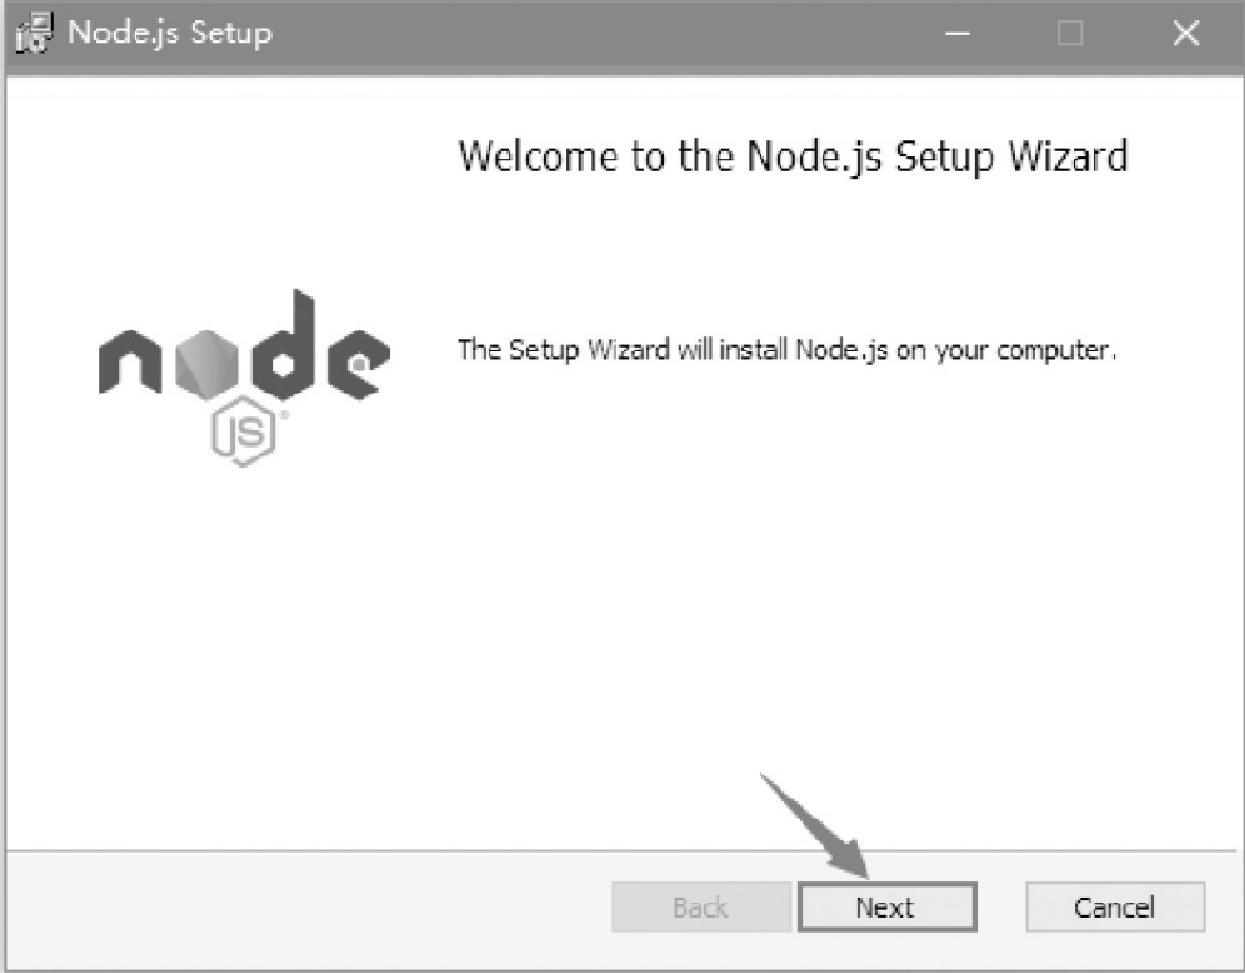 Node.js Setup
Welcome to the Node.js Setup Wizard
node
JS®
The Setup Wizard will install Node.js on your computer.
Back
Next
Cancel